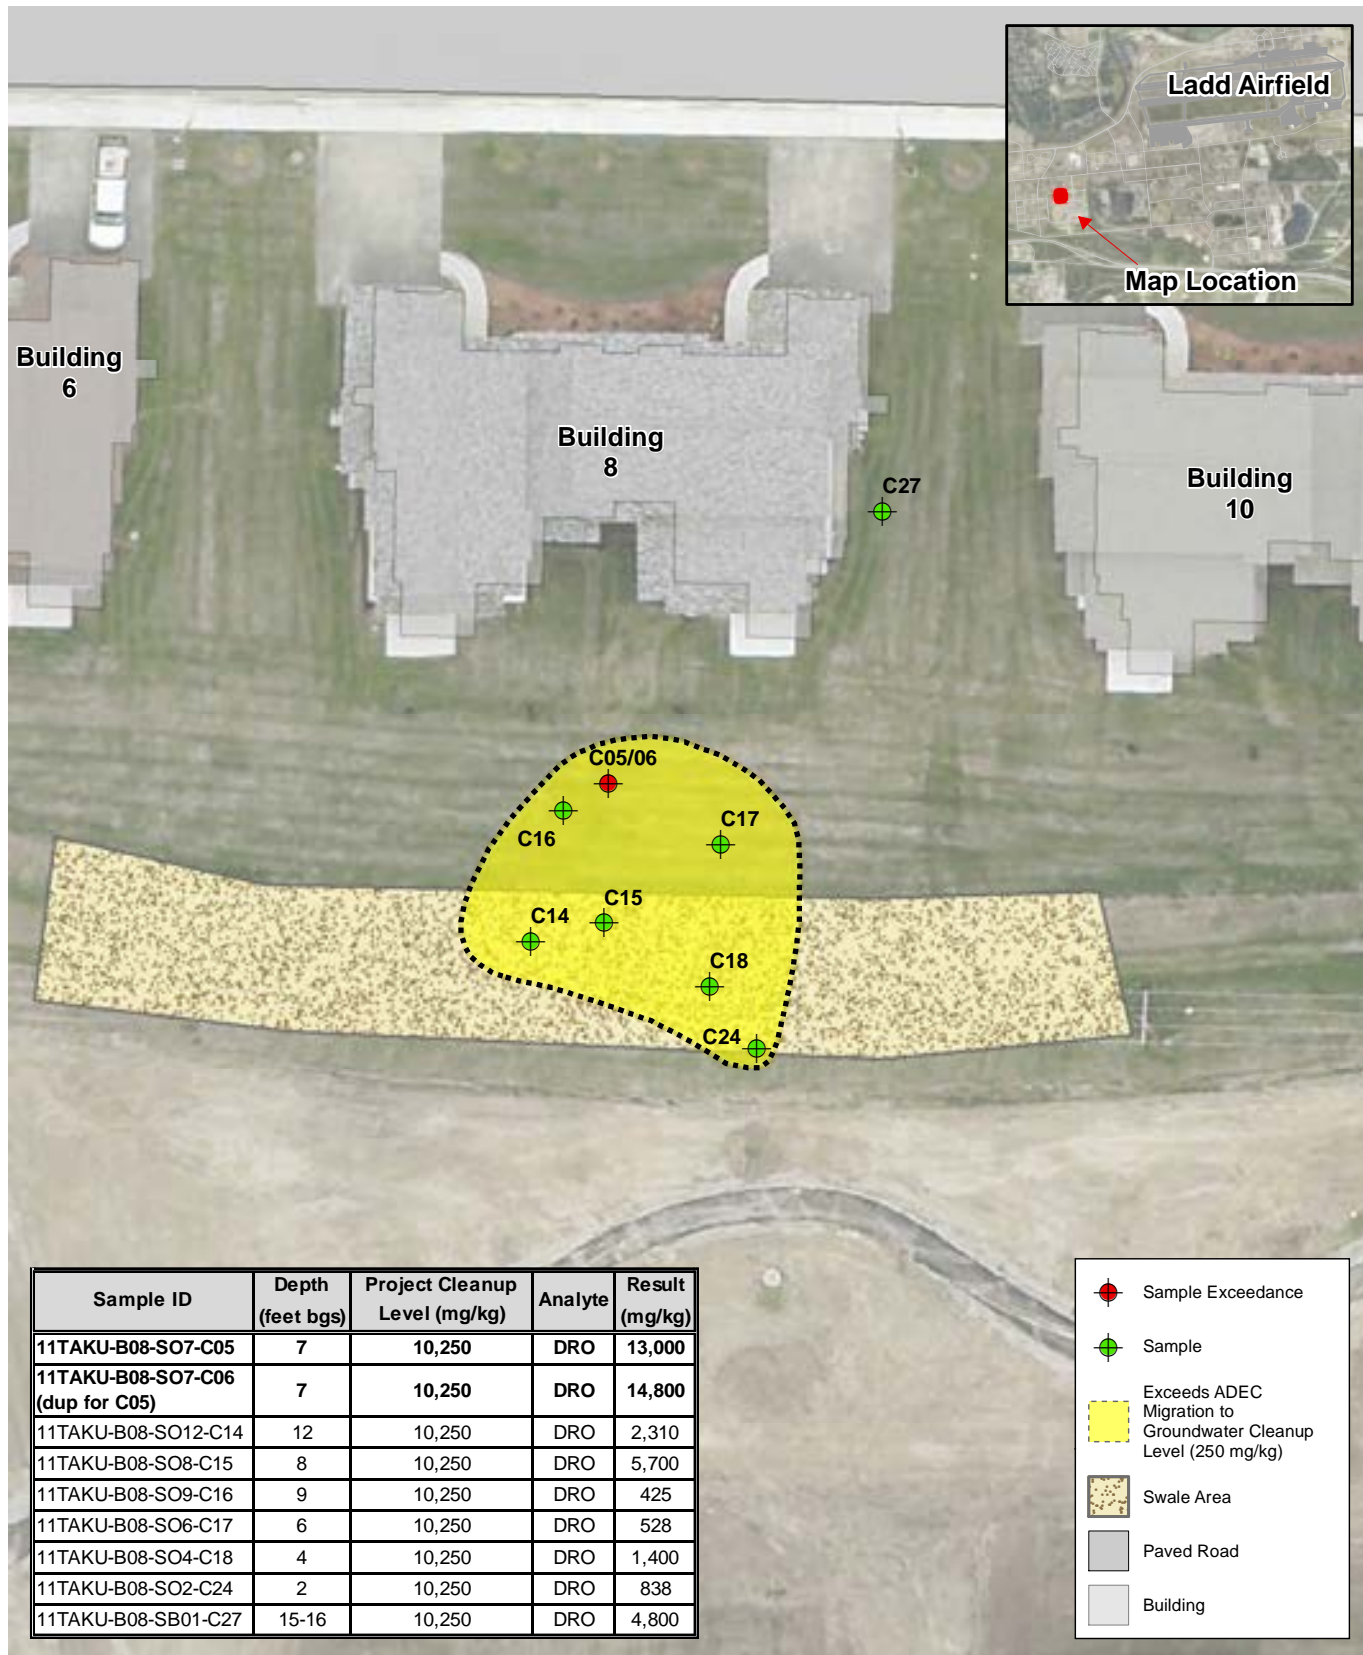 Ladd Airfield
Map Location
Building
6
Building
8
Building
10
C27
C05/06
C16
C17
C15
C14
C18
C24
Sample ID Depth (feet bgs) Project Cleanup Level (mg/kg) Analyte Result (mg/kg)
11TAKU-B08-SO7-C05 7 10,250 DRO 13,000
11TAKU-B08-SO7-C06 (dup for C05) 7 10,250 DRO 14,800
11TAKU-B08-SO12-C14 12 10,250 DRO 2,310
11TAKU-B08-SO8-C15 8 10,250 DRO 5,700
11TAKU-B08-SO9-C16 9 10,250 DRO 425
11TAKU-B08-SO6-C17 6 10,250 DRO 528
11TAKU-B08-SO4-C18 4 10,250 DRO 1,400
11TAKU-B08-SO2-C24 2 10,250 DRO 838
11TAKU-B08-SB01-C27 15-16 10,250 DRO 4,800
Sample Exceedance
Sample
Exceeds ADEC
Migration to
Groundwater Cleanup
Level (250 mg/kg)
Swale Area
Paved Road
Building